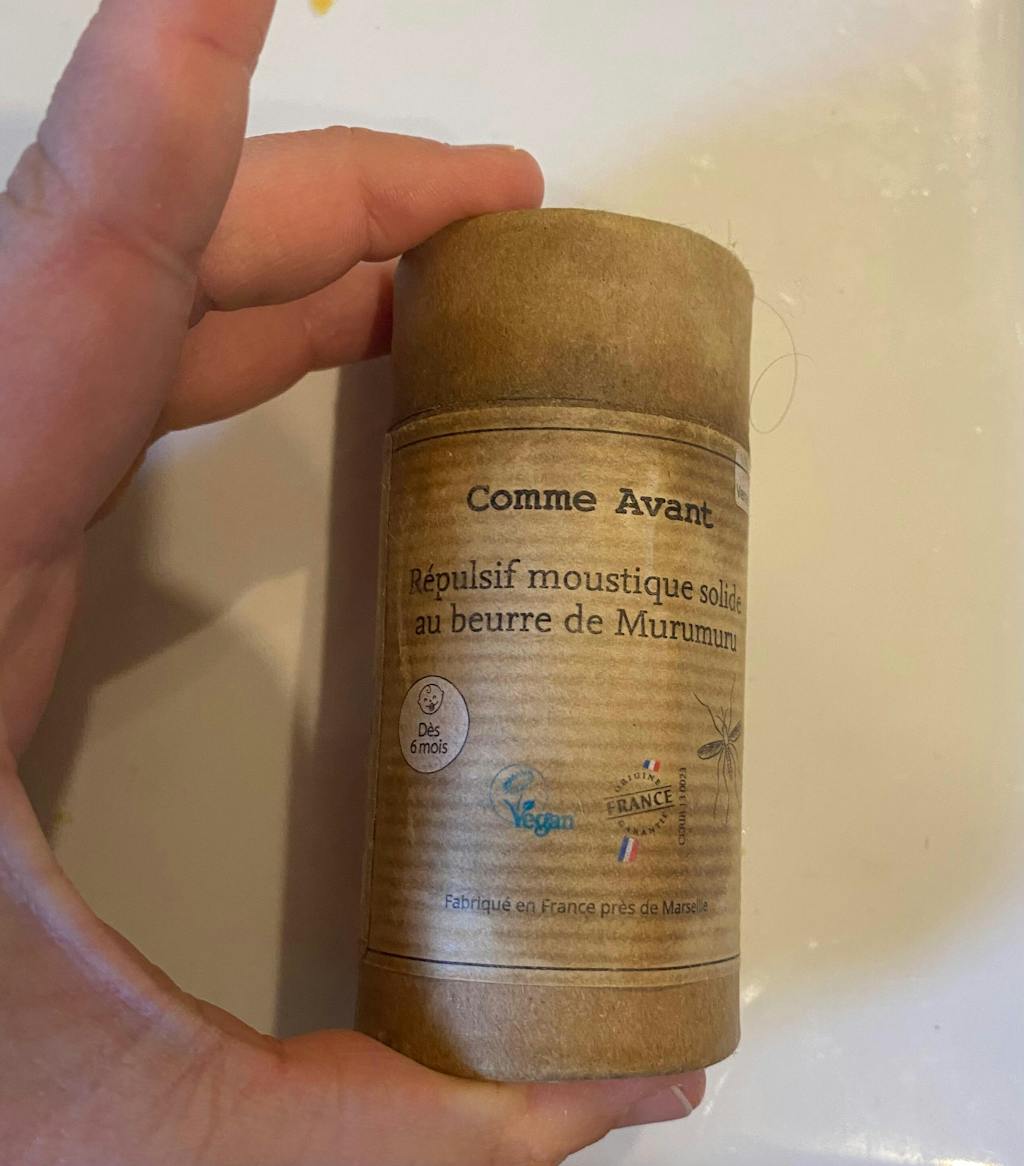 Comme Avant
Répulsif moustique solide
au beurre de Murumuru
Dès
6 mois
Vegan
ORIGINE
FRANCE
GARANTIE
Fabriqué en France près de Marseille